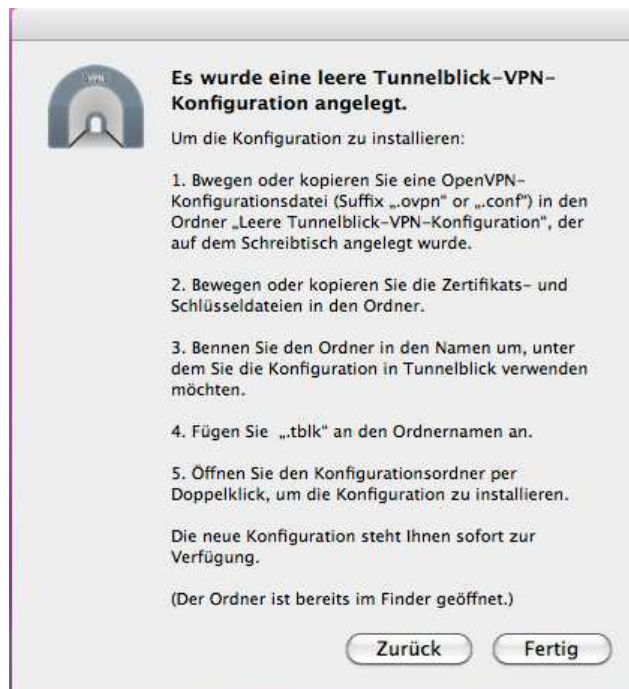 VPN
Es wurde eine leere Tunnelblick-VPN-
Konfiguration angelegt.
Um die Konfiguration zu installieren:
1. Bwegen oder kopieren Sie eine OpenVPN-
Konfigurationsdatei (Suffix „.ovpn" or „.conf") in den
Ordner „Leere Tunnelblick-VPN-Konfiguration", der
auf dem Schreibtisch angelegt wurde.
2. Bewegen oder kopieren Sie die Zertifikats- und
Schlüsseldateien in den Ordner.
3. Bennen Sie den Ordner in den Namen um, unter
dem Sie die Konfiguration in Tunnelblick verwenden
möchten.
4. Fügen Sie „.tblk" an den Ordnernamen an.
5. Öffnen Sie den Konfigurationsordner per
Doppelklick, um die Konfiguration zu installieren.
Die neue Konfiguration steht Ihnen sofort zur
Verfügung.
(Der Ordner ist bereits im Finder geöffnet.)
Zurück Fertig